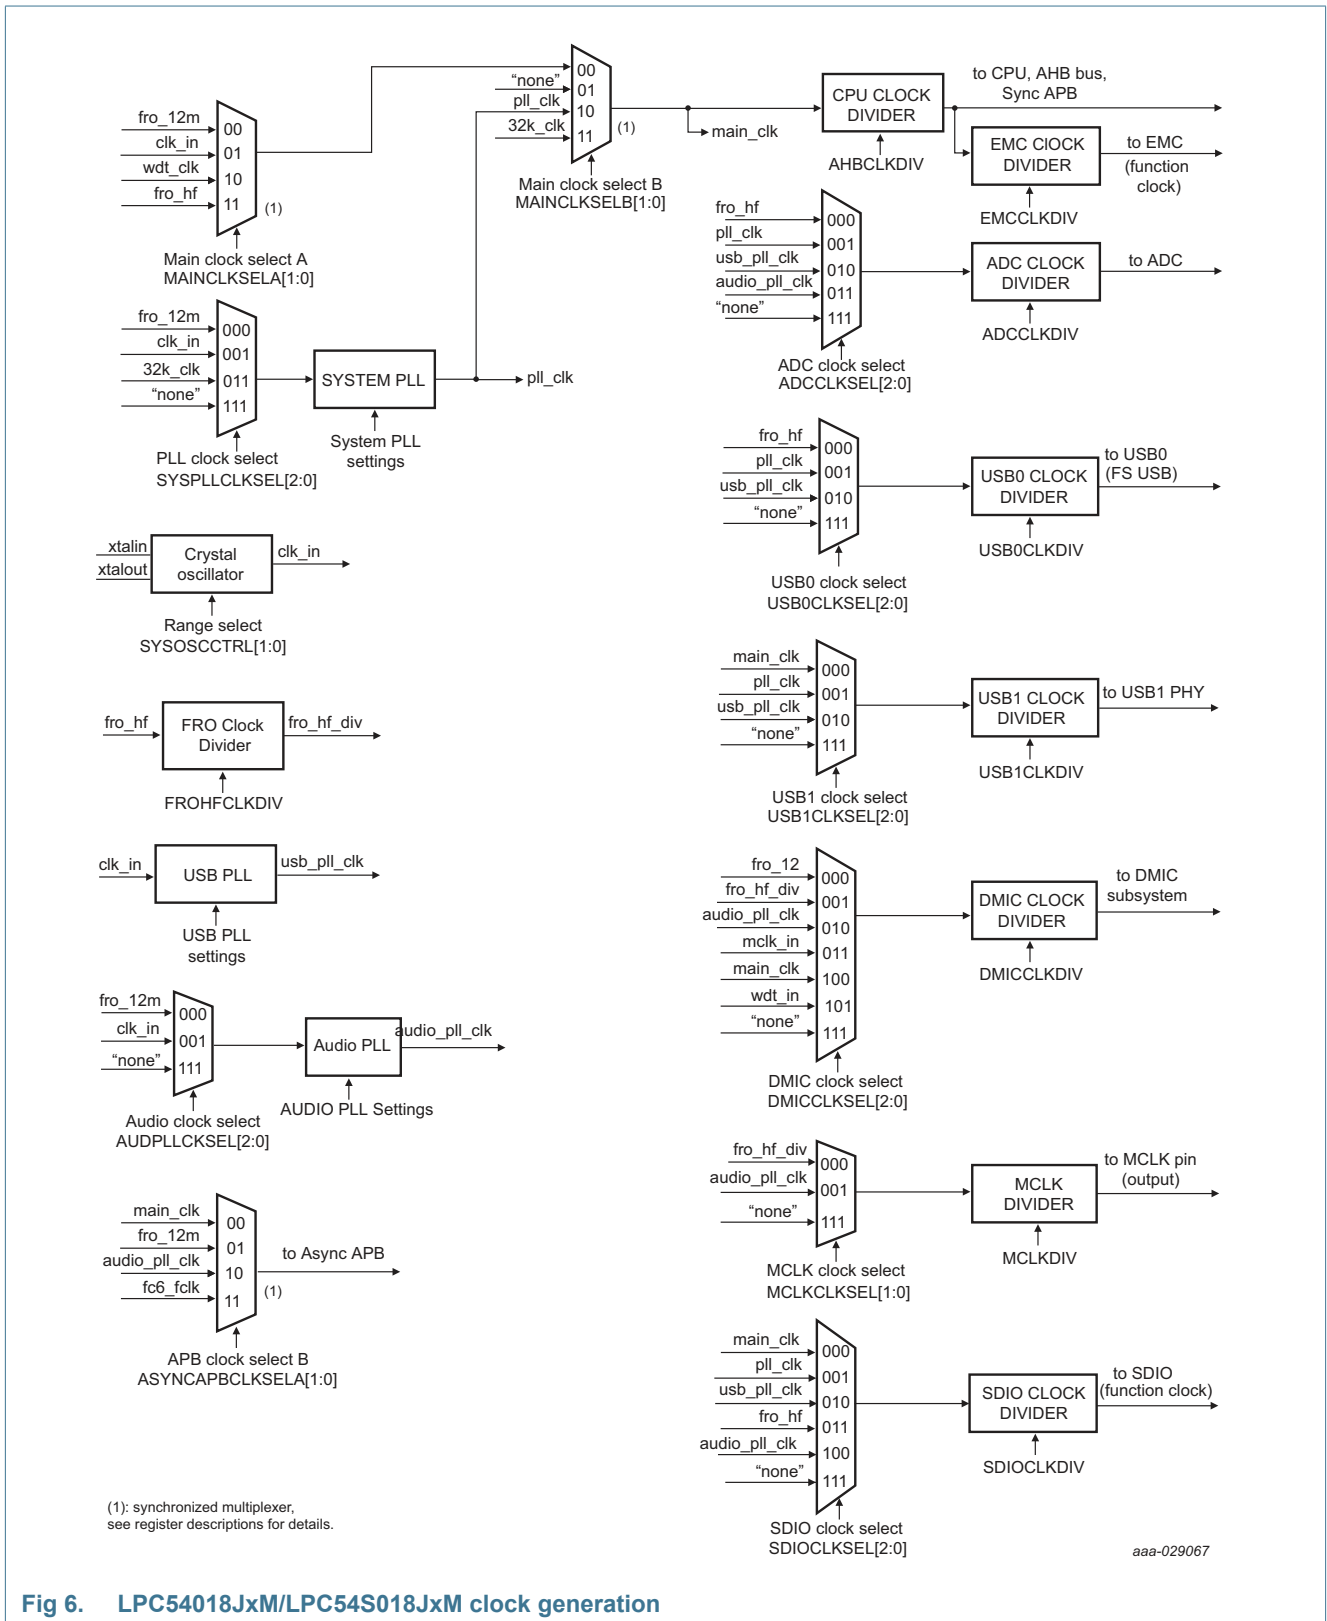 fro_12m
clk_in
wdt_clk
fro_hf
00
01
10
11
(1)
Main clock select A
MAINCLKSELA[1:0]
"none"
pll_clk
32k_clk
00
01
10
11
(1)
Main clock select B
MAINCLKSELB[1:0]
main_clk
CPU CLOCK
DIVIDER
AHBCLKDIV
to CPU, AHB bus,
Sync APB
EMC ClOCK
DIVIDER
EMCCLKDIV
to EMC
(function
clock)
fro_12m
clk_in
32k_clk
"none"
000
001
011
111
PLL clock select
SYSPLLCLKSEL[2:0]
SYSTEM PLL
System PLL
settings
pll_clk
fro_hf
pll_clk
usb_pll_clk
audio_pll_clk
"none"
000
001
010
011
111
ADC clock select
ADCCLKSEL[2:0]
ADC CLOCK
DIVIDER
ADCCLKDIV
to ADC
xtalin
xtalout
Crystal
oscillator
clk_in
Range select
SYSOSCCTRL[1:0]
fro_hf
pll_clk
usb_pll_clk
"none"
000
001
010
111
USB0 clock select
USB0CLKSEL[2:0]
USB0 CLOCK
DIVIDER
USB0CLKDIV
to USB0
(FS USB)
fro_hf
FRO Clock
Divider
fro_hf_div
FROHFCLKDIV
main_clk
pll_clk
usb_pll_clk
"none"
000
001
010
111
USB1 clock select
USB1CLKSEL[2:0]
USB1 CLOCK
DIVIDER
USB1CLKDIV
to USB1 PHY
clk_in
USB PLL
usb_pll_clk
USB PLL
settings
fro_12
fro_hf_div
audio_pll_clk
mclk_in
main_clk
wdt_in
"none"
000
001
010
011
100
101
111
DMIC clock select
DMICCLKSEL[2:0]
DMIC CLOCK
DIVIDER
DMICCLKDIV
to DMIC
subsystem
fro_12m
clk_in
"none"
000
001
111
Audio clock select
AUDPLLCKSEL[2:0]
Audio PLL
audio_pll_clk
AUDIO PLL Settings
fro_hf_div
audio_pll_clk
"none"
000
001
111
MCLK clock select
MCLKCLKSEL[1:0]
MCLK
DIVIDER
MCLKDIV
to MCLK pin
(output)
main_clk
fro_12m
audio_pll_clk
fc6_fclk
00
01
10
11
(1)
to Async APB
APB clock select B
ASYNCAPBCLKSELA[1:0]
main_clk
pll_clk
usb_pll_clk
fro_hf
audio_pll_clk
"none"
000
001
010
011
100
111
SDIO clock select
SDIOCLKSEL[2:0]
SDIO CLOCK
DIVIDER
SDIOCLKDIV
to SDIO
(function clock)
(1): synchronized multiplexer,
see register descriptions for details.
aaa-029067
Fig 6. LPC54018JxM/LPC54S018JxM clock generation